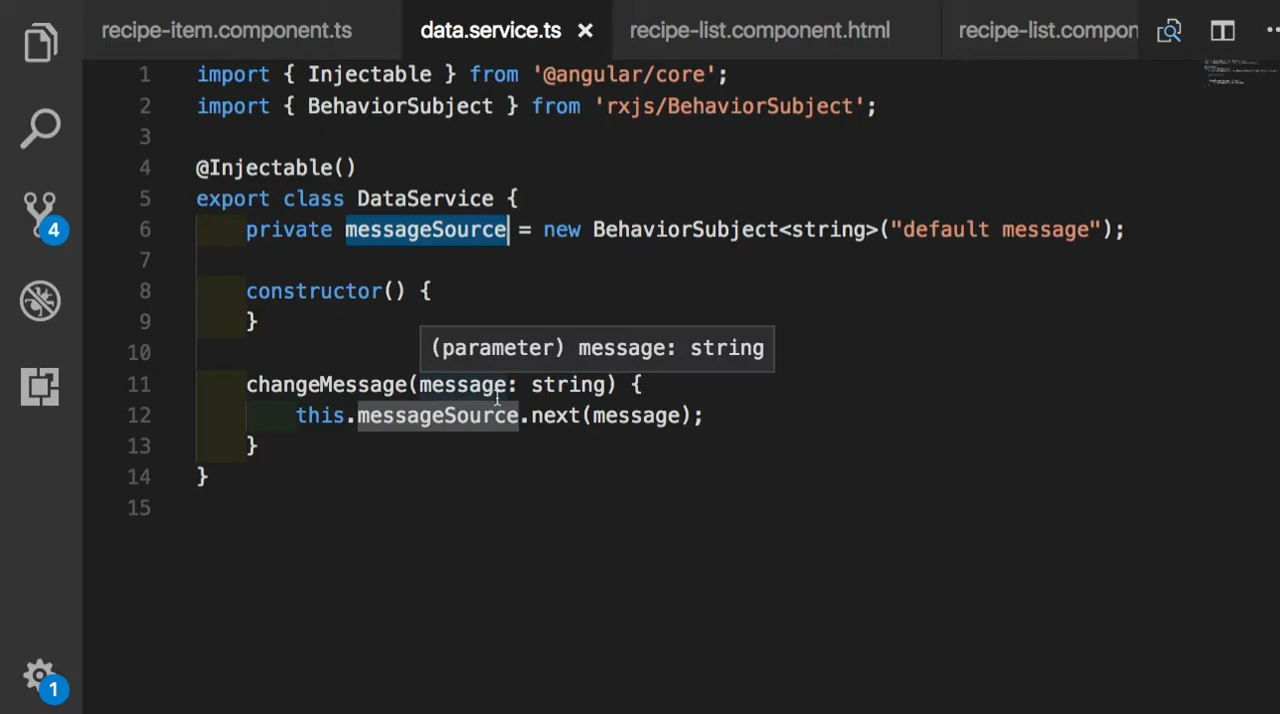 recipe-item.component.ts data.service.ts recipe-list.component.html recipe-list.compon
1 import { Injectable } from '@angular/core';
2 import { BehaviorSubject } from 'rxjs/BehaviorSubject';
3
4 @Injectable()
5 export class DataService {
6 private messageSource = new BehaviorSubject<string>("default message");
7
8 constructor() {
9 }
10
(parameter) message: string
11 changeMessage(message: string) {
12 this.messageSource.next(message);
13 }
14 }
15
4
1